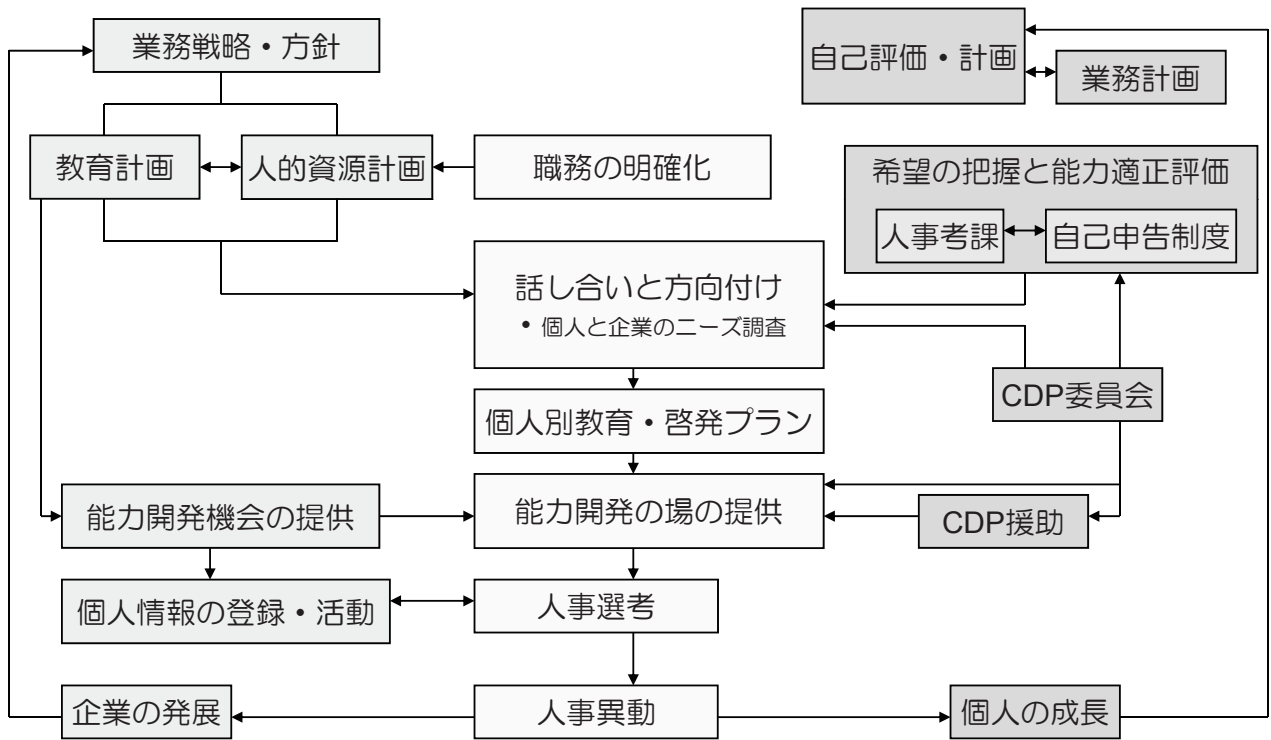 業務戦略・方針
自己評価・計画
業務計画
教育計画
人的資源計画
職務の明確化
希望の把握と能力適正評価
人事考課
自己申告制度
話し合いと方向付け
• 個人と企業のニーズ調査
CDP委員会
個人別教育・啓発プラン
能力開発機会の提供
能力開発の場の提供
CDP援助
個人情報の登録・活動
人事選考
企業の発展
人事異動
個人の成長